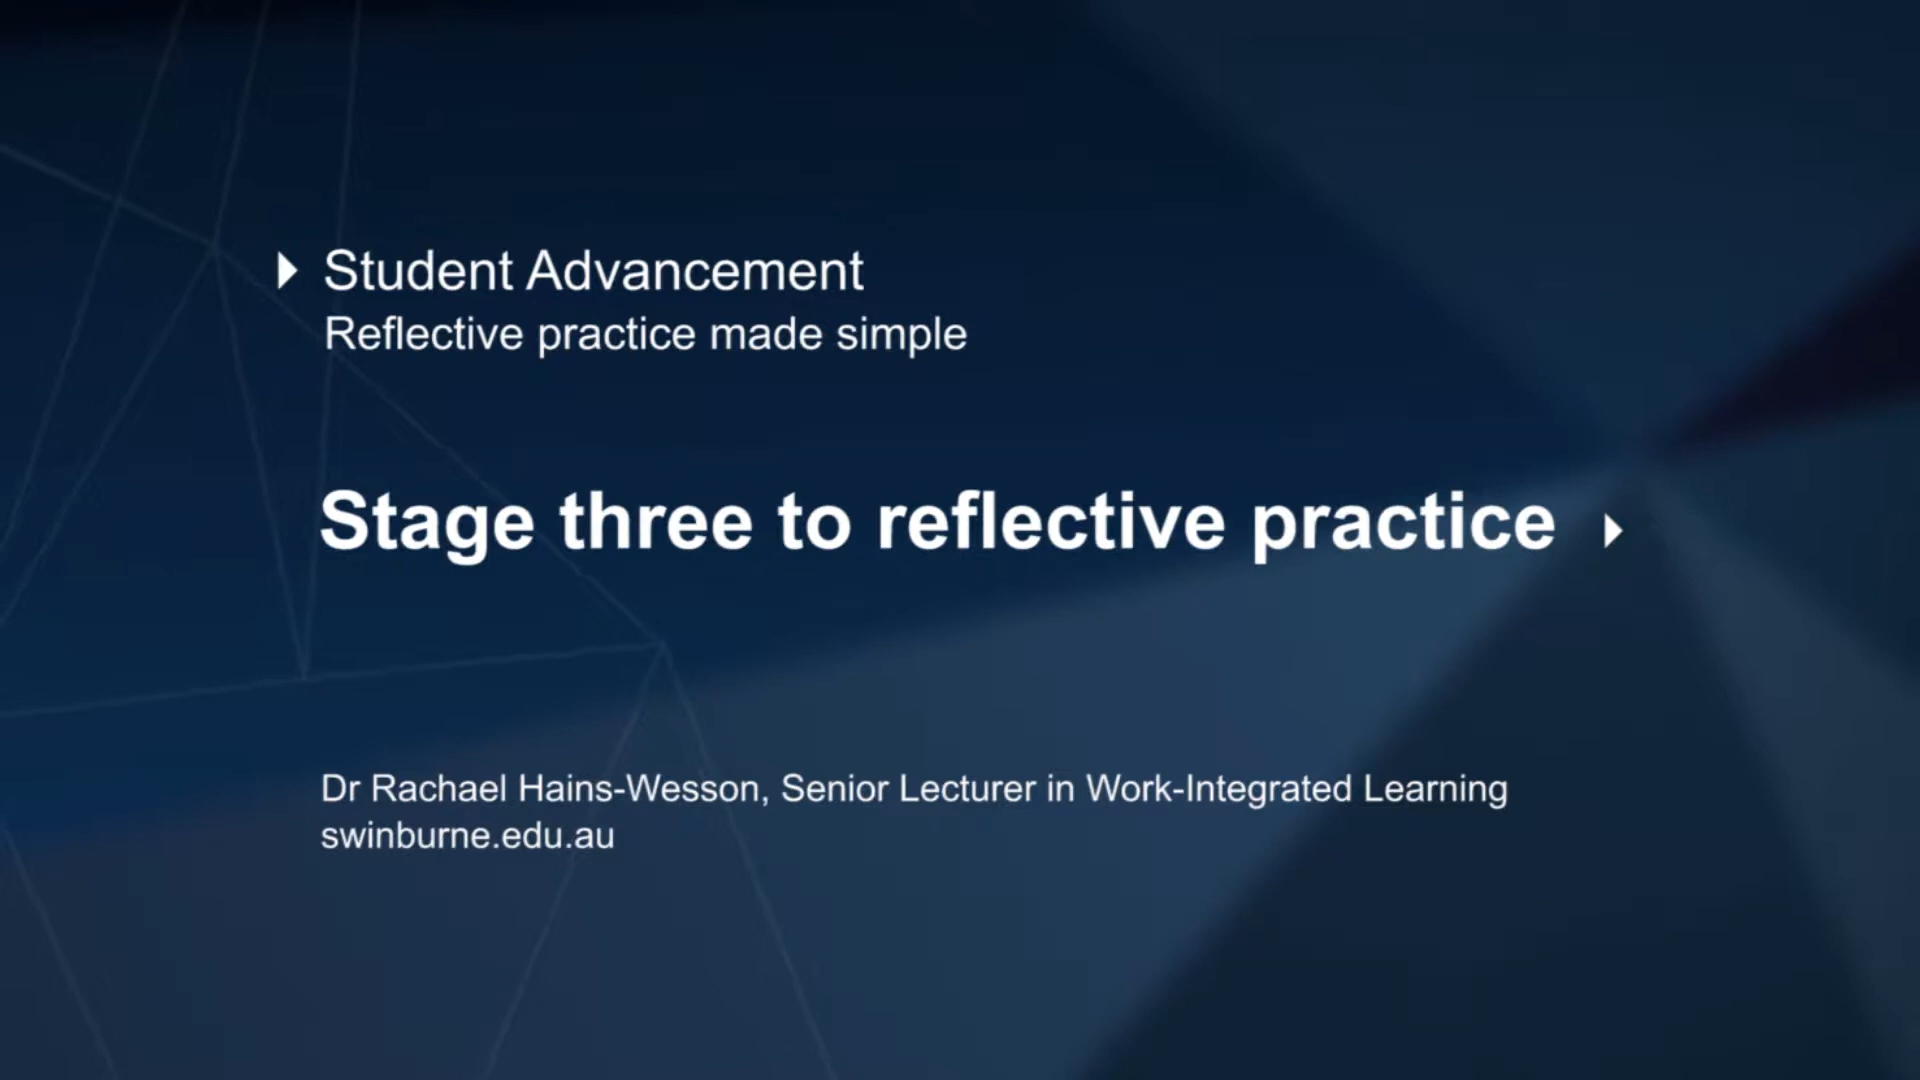 Student Advancement
Reflective practice made simple
Stage three to reflective practice
Dr Rachael Hains-Wesson, Senior Lecturer in Work-Integrated Learning
swinburne.edu.au